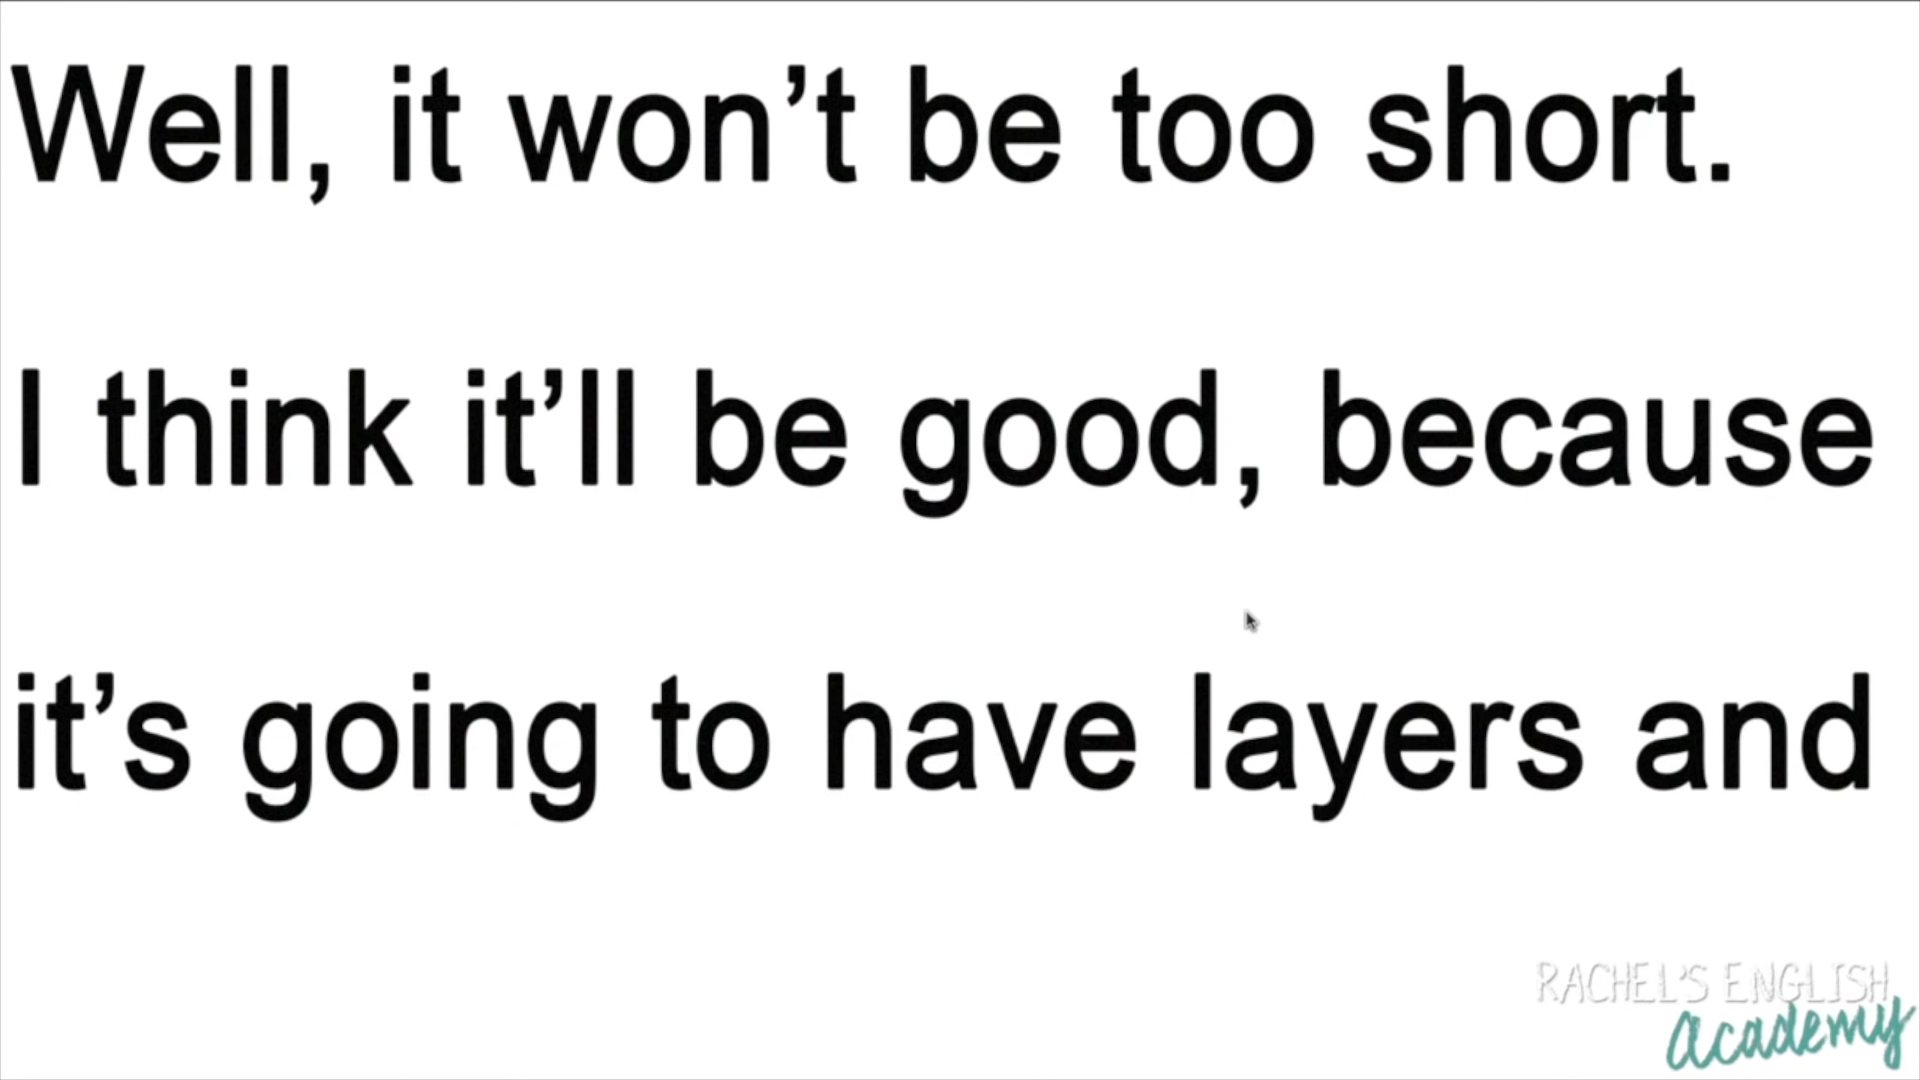 Well, it won’t be too short.
I think it’ll be good, because
it’s going to have layers and
RACHEL'S ENGLISH
academy